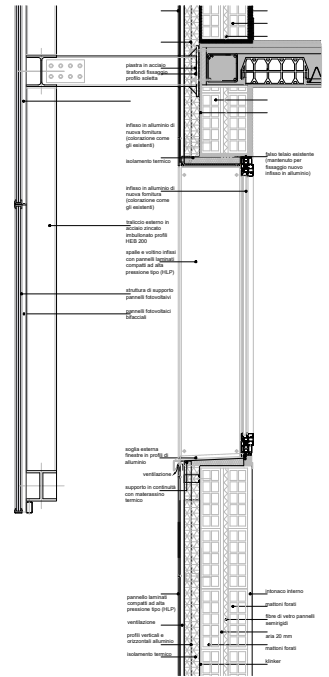 piastra in acciaio
tirafondi fissaggio
profilo soletta
infisso in alluminio di
nuova fornitura
(colorazione come
gli esistenti)
isolamento termico
falso telaio esistente
(mantenuto per
fissaggio nuovo
infisso in alluminio)
infisso in alluminio di
nuova fornitura
(colorazione come
gli esistenti)
traliccio esterno in
acciaio zincato
imbullonato profili
HEB 200
spalle e voltino infissi
con pannelli laminati
compatti ad alta
pressione tipo (HLP)
struttura di supporto
pannelli fotovoltaivi
pannelli fotovoltaici
bifacciali
soglia esterna
finestre in profili di
alluminio
ventilazione
supporto in continuità
con materassino
termico
pannello laminati
compatti ad alta
pressione tipo (HLP)
ventilazione
profili verticali e
orizzontali alluminio
isolamento termico
intonaco interno
mattoni forati
fibre di vetro pannelli
semirigidi
aria 20 mm
mattoni forati
klinker